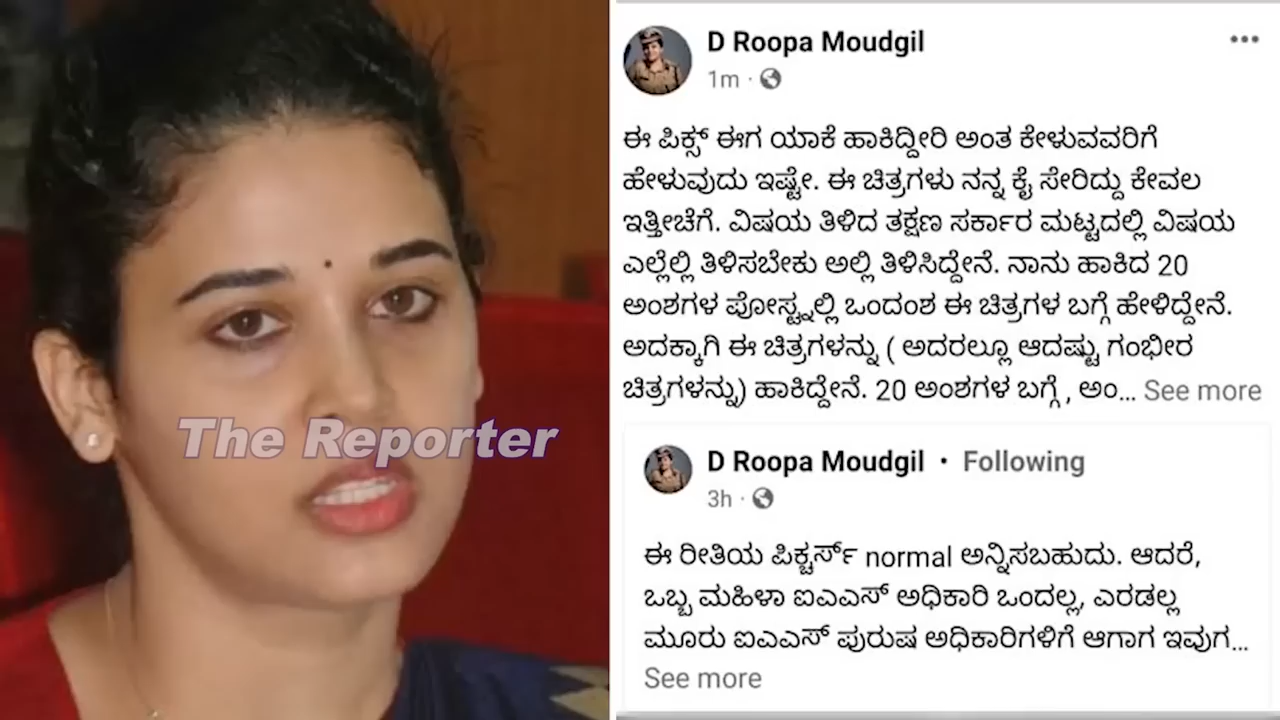 The Reporter
D Roopa Moudgil
1m ·
ಈ ಪಿಕ್ಸ್ ಈಗ ಯಾಕೆ ಹಾಕಿದ್ದೀರಿ ಅಂತ ಕೇಳುವವರಿಗೆ
ಹೇಳುವುದು ಇಷ್ಟೇ. ಈ ಚಿತ್ರಗಳು ನನ್ನ ಕೈ ಸೇರಿದ್ದು ಕೇವಲ
ಇತ್ತೀಚೆಗೆ. ವಿಷಯ ತಿಳಿದ ತಕ್ಷಣ ಸರ್ಕಾರ ಮಟ್ಟದಲ್ಲಿ ವಿಷಯ
ಎಲ್ಲೆಲ್ಲಿ ತಿಳಿಸಬೇಕು ಅಲ್ಲಿ ತಿಳಿಸಿದ್ದೇನೆ. ನಾನು ಹಾಕಿದ 20
ಅಂಶಗಳ ಪೋಸ್ಟ್ನಲ್ಲಿ ಒಂದಂಶ ಈ ಚಿತ್ರಗಳ ಬಗ್ಗೆ ಹೇಳಿದ್ದೇನೆ.
ಅದಕ್ಕಾಗಿ ಈ ಚಿತ್ರಗಳನ್ನು ( ಅದರಲ್ಲೂ ಆದಷ್ಟು ಗಂಭೀರ
ಚಿತ್ರಗಳನ್ನು) ಹಾಕಿದ್ದೇನೆ. 20 ಅಂಶಗಳ ಬಗ್ಗೆ , ಅಂ... See more
D Roopa Moudgil · Following
3h ·
ಈ ರೀತಿಯ ಪಿಕ್ಚರ್ಸ್ normal ಅನ್ನಿಸಬಹುದು. ಆದರೆ,
ಒಬ್ಬ ಮಹಿಳಾ ಐಎಎಸ್ ಅಧಿಕಾರಿ ಒಂದಲ್ಲ, ಎರಡಲ್ಲ
ಮೂರು ಐಎಎಸ್ ಪುರುಷ ಅಧಿಕಾರಿಗಳಿಗೆ ಆಗಾಗ ಇವುಗ...
See more